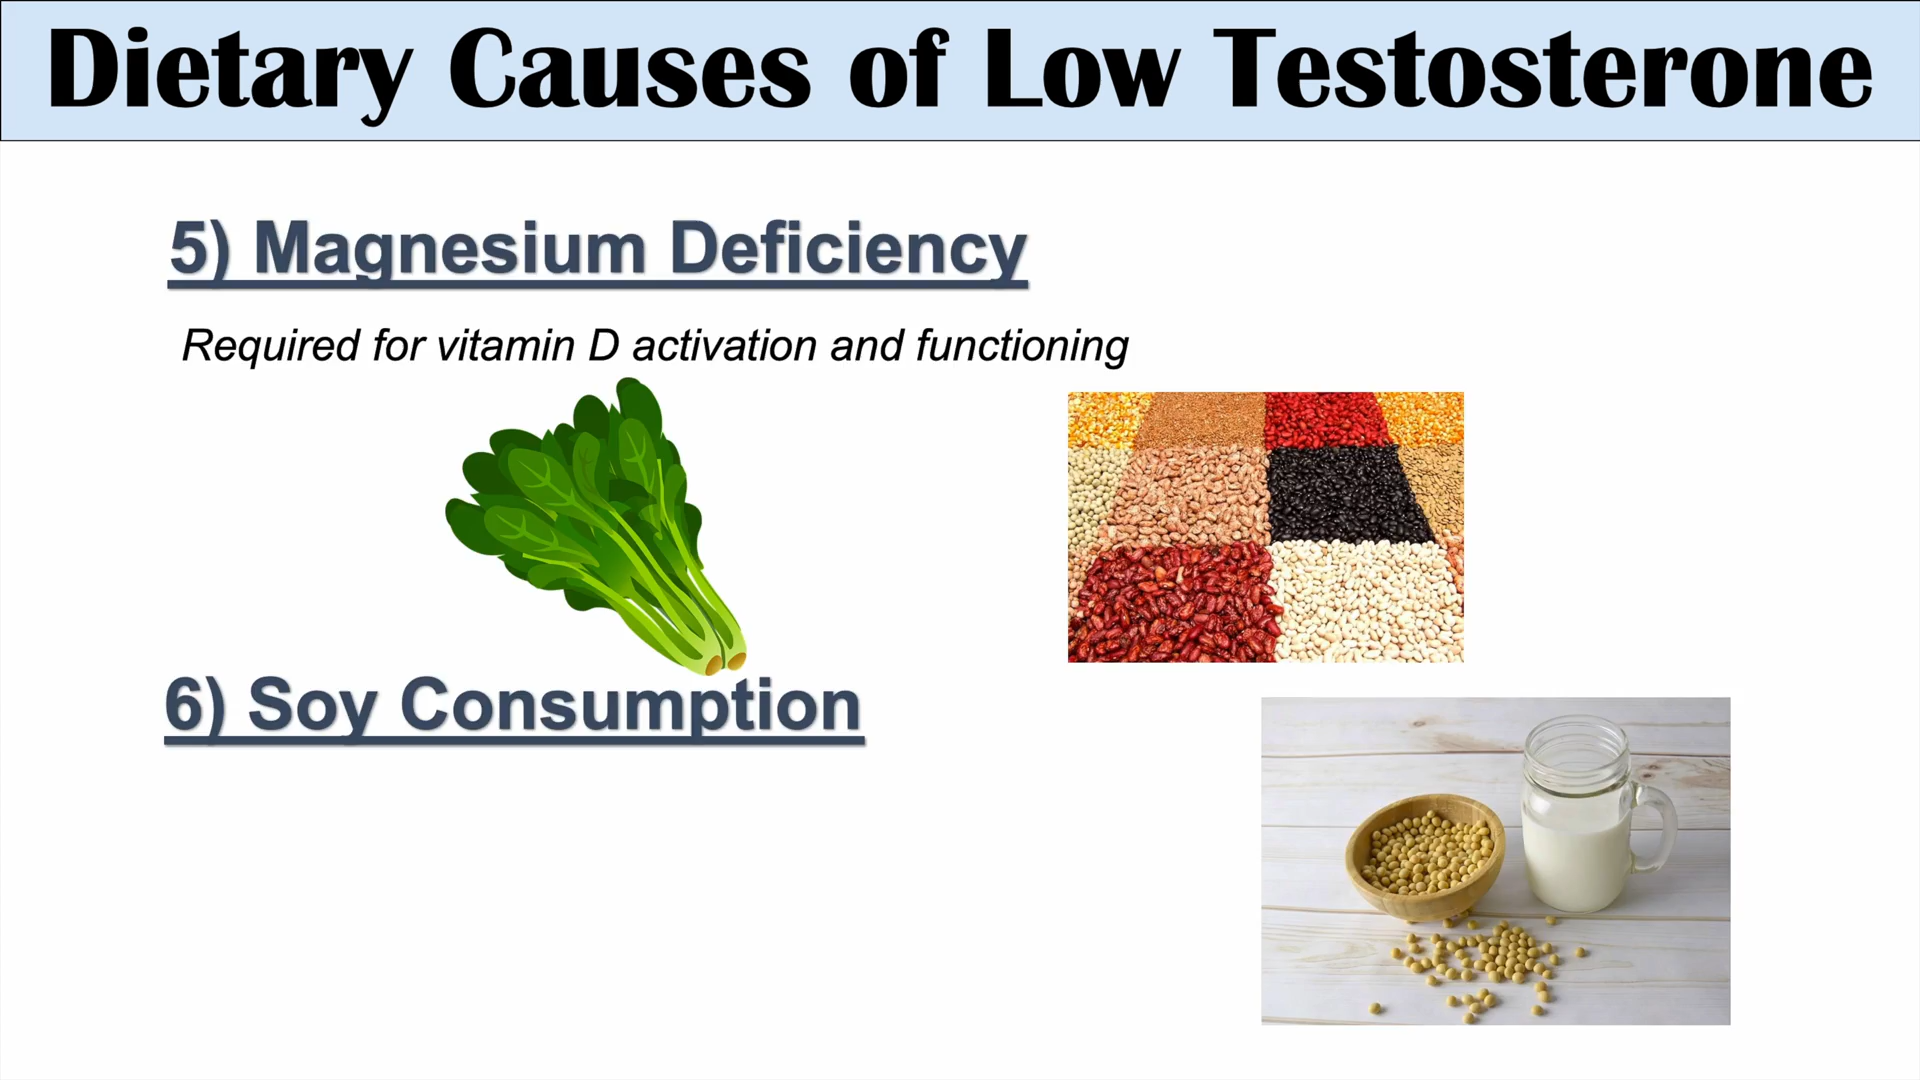 Dietary Causes of Low Testosterone
5) Magnesium Deficiency
Required for vitamin D activation and functioning
6) Soy Consumption